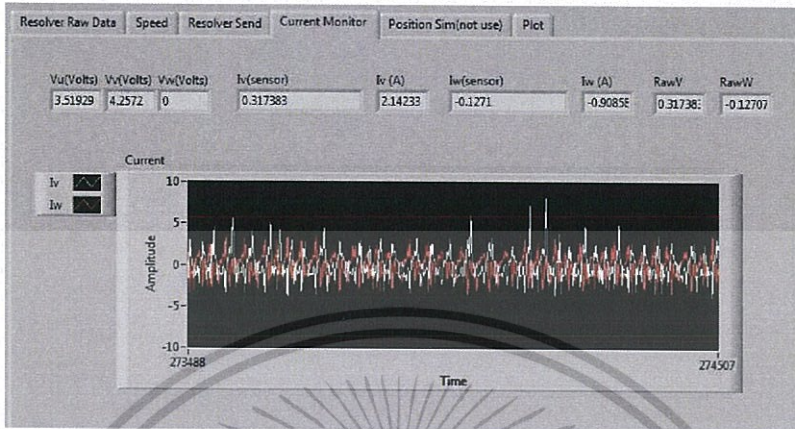 Resolver Raw Data Speed Resolver Send Current Monitor Position Sim(not use) Plot
Vu(Volts) Vv(Volts) Vw(Volts) Iv(sensor) Iv (A) Iw(sensor) Iw (A) RawV RawW
3.51929 4.2572 0 0.317383 2.14233 -0.1271 -0.90858 0.317383 -0.12707
Current
Iv
Iw
10
5
0
-5
-10
Amplitude
273488 274507
Time